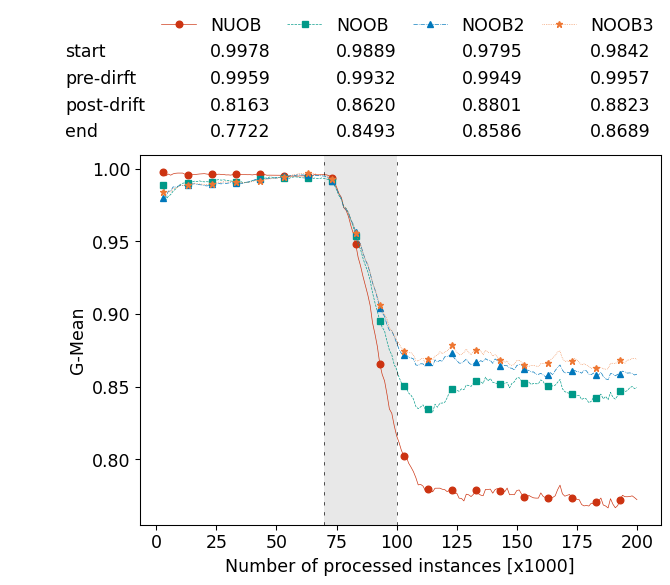 NUOB NOOB NOOB2 NOOB3
start 0.9978 0.9889 0.9795 0.9842
pre-dirft 0.9959 0.9932 0.9949 0.9957
post-drift 0.8163 0.8620 0.8801 0.8823
end 0.7722 0.8493 0.8586 0.8689
1.00
0.95
0.90
0.85
0.80
G-Mean
0 25 50 75 100 125 150 175 200
Number of processed instances [x1000]